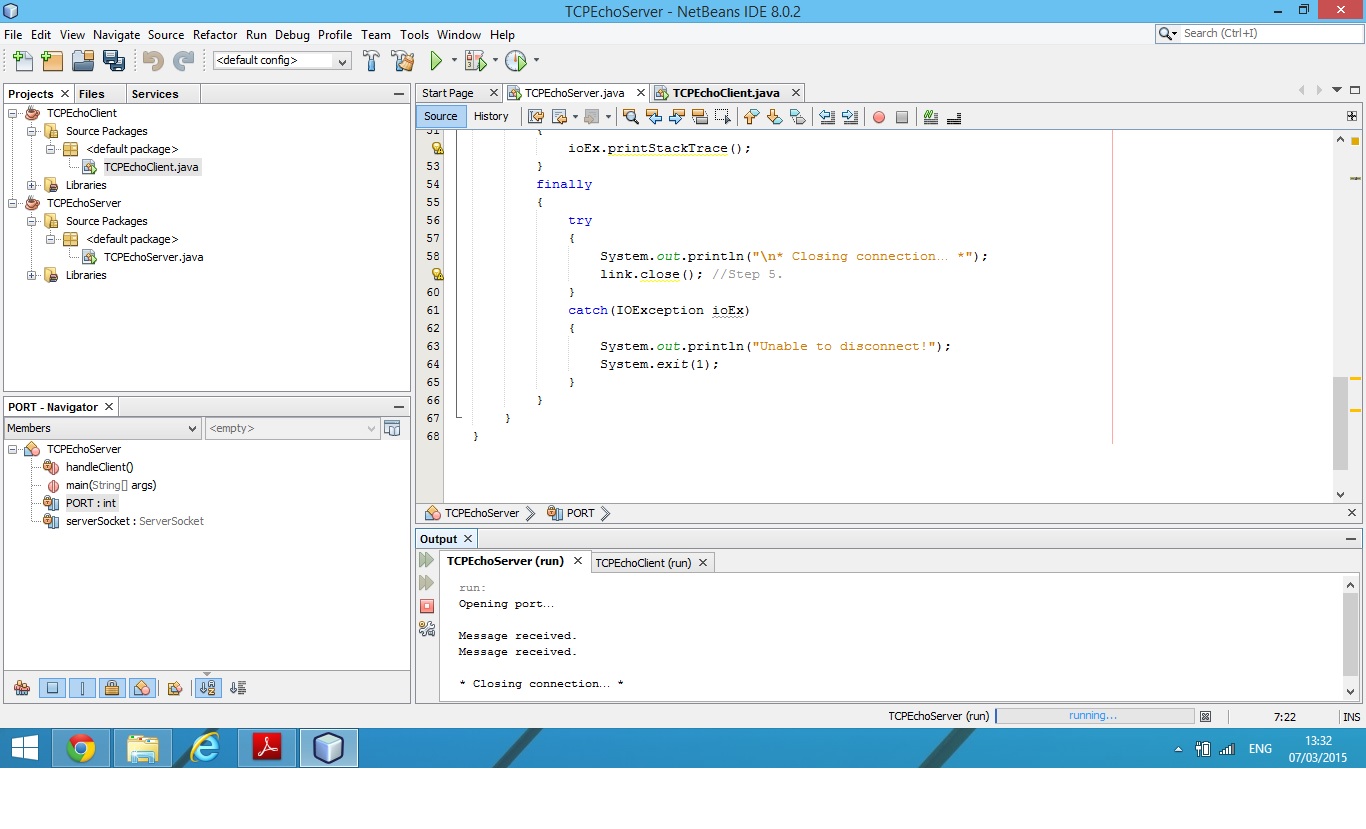 TCPEchoServer - NetBeans IDE 8.0.2
File Edit View Navigate Source Refactor Run Debug Profile Team Tools Window Help
Search (Ctrl+I)
<default config>
Projects Files Services
TCPEchoClient
Source Packages
<default package>
TCPEchoClient.java
Libraries
TCPEchoServer
Source Packages
<default package>
TCPEchoServer.java
Libraries
PORT - Navigator
Members <empty>
TCPEchoServer
handleClient()
main(String[] args)
PORT : int
serverSocket : ServerSocket
Start Page TCPEchoServer.java TCPEchoClient.java
Source History
51 {
ioEx.printStackTrace();
53 }
54 finally
55 {
56 try
57 {
58 System.out.println("\n* Closing connection… *");
link.close(); //Step 5.
60 }
61 catch(IOException ioEx)
62 {
63 System.out.println("Unable to disconnect!");
64 System.exit(1);
65 }
66 }
67 }
68 }
TCPEchoServer PORT
Output
TCPEchoServer (run) TCPEchoClient (run)
run:
Opening port…
Message received.
Message received.
* Closing connection… *
TCPEchoServer (run) running... 7:22 INS
ENG 13:32
07/03/2015